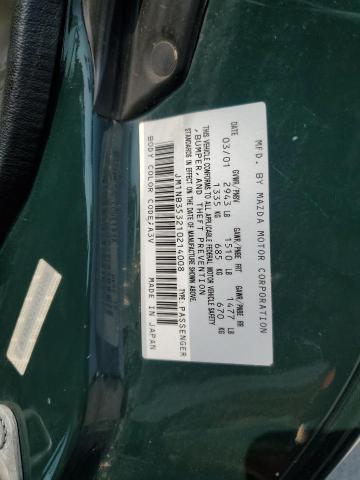 MFD. BY MAZDA MOTOR CORPORATION
DATE GVWR/PNBV GAWR/PNBE FRT GAWR/PNBE RR
03/01 2943 LB 1510 LB 1477 LB
1335 KG 685 KG 670 KG
THIS VEHICLE CONFORMS TO ALL APPLICABLE FEDERAL MOTOR VEHICLE SAFETY
, BUMPER, AND THEFT PREVENTION
STANDARDS IN EFFECT ON THE DATE OF MANUFACTURE SHOWN ABOVE.
JM1NB353210214008 TYPE: PASSENGER
BODY COLOR CODE: A3V MADE IN JAPAN